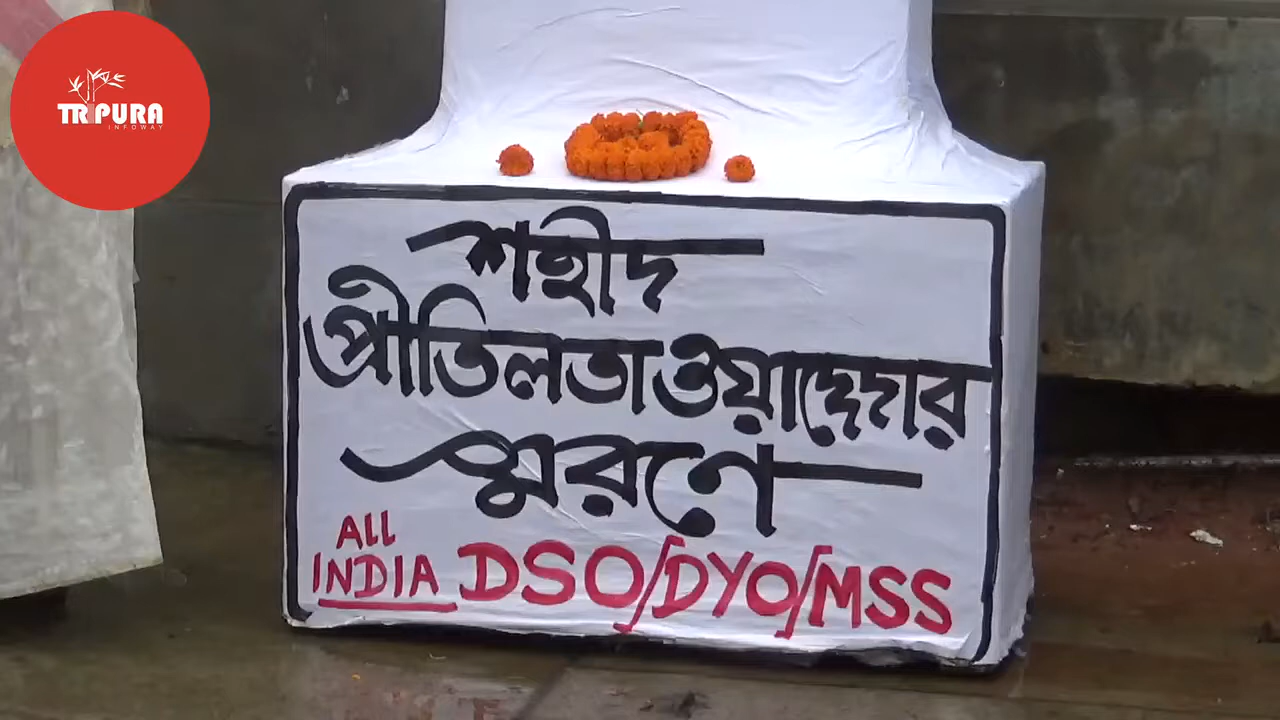 TRIPURA
INFOWAY
শহীদ
প্রীতিলতা ওয়াদ্দেদার
স্মরণে
ALL
INDIA DSO/DYO/MSS